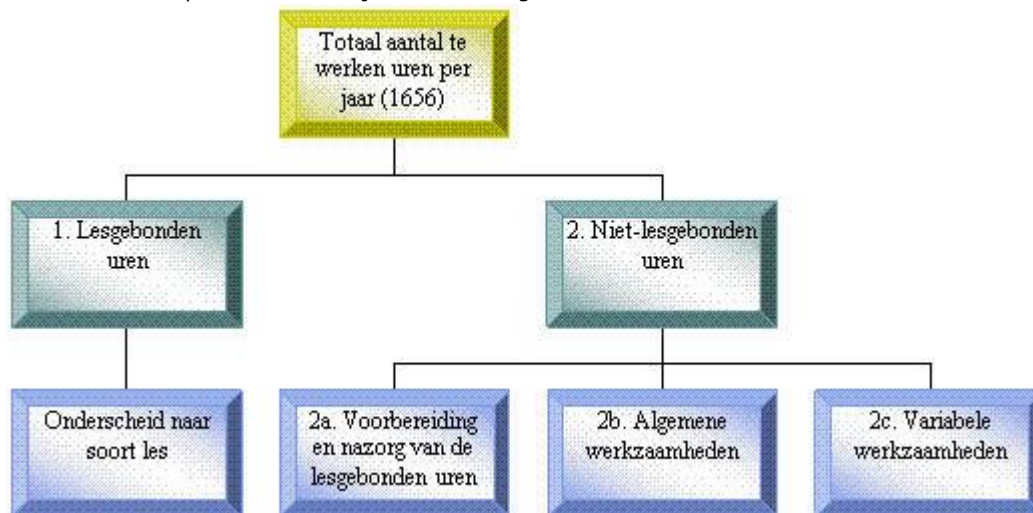 Totaal aantal te
werken uren per
jaar (1656)
1. Lesgebonden
uren
2. Niet-lesgebonden
uren
Onderscheid naar
soort les
2a. Voorbereiding
en nazorg van de
lesgebonden uren
2b. Algemene
werkzaamheden
2c. Variabele
werkzaamheden